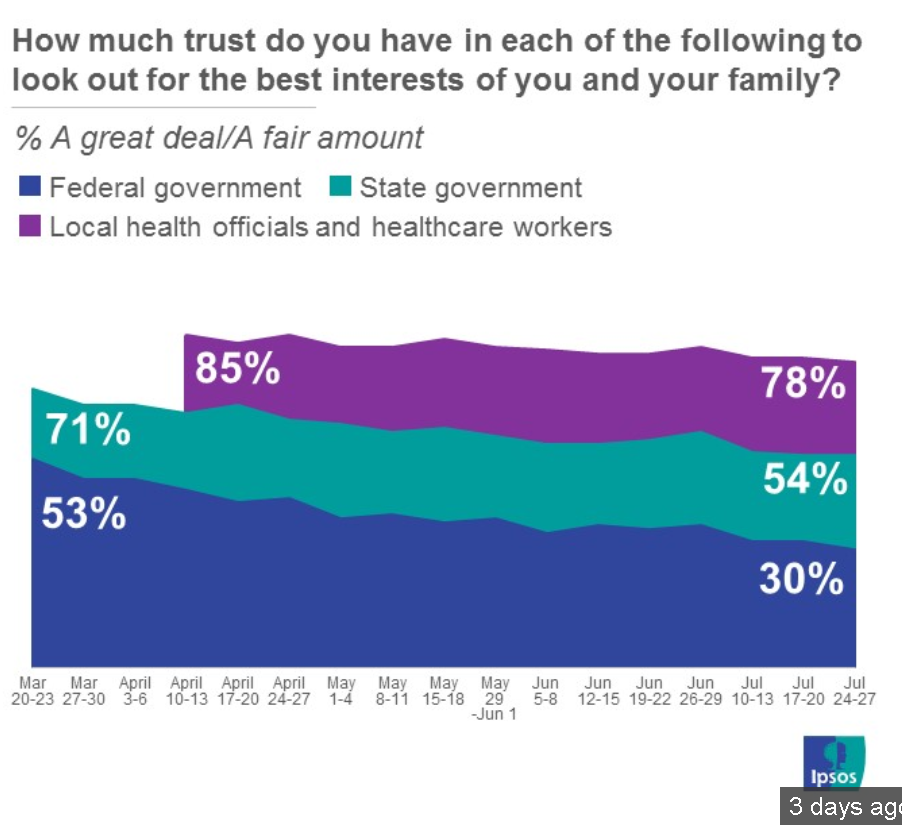 How much trust do you have in each of the following to
look out for the best interests of you and your family?
% A great deal/A fair amount
Federal government State government
Local health officials and healthcare workers
85%
78%
71%
54%
53%
30%
Mar Mar April April April April May May May May Jun Jun Jun Jun Jul Jul Jul
20-23 27-30 3-6 10-13 17-20 24-27 1-4 8-11 15-18 29 5-8 12-15 19-22 26-29 10-13 17-20 24-27
-Jun 1
Ipsos
3 days ago